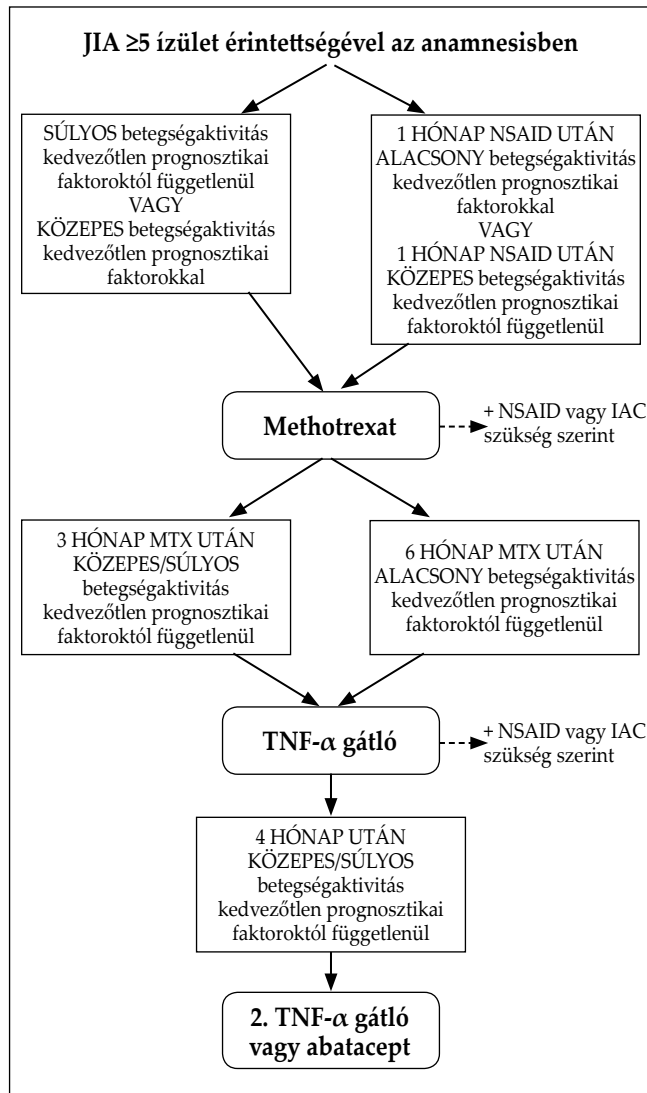 JIA ≥5 ízület érintettségével az anamnesisben
SÚLYOS betegségaktivitás
kedvezőtlen prognosztikai
faktoroktól függetlenül
VAGY
KÖZEPES betegségaktivitás
kedvezőtlen prognosztikai
faktorokkal
1 HÓNAP NSAID UTÁN
ALACSONY betegségaktivitás
kedvezőtlen prognosztikai
faktorokkal
VAGY
1 HÓNAP NSAID UTÁN
KÖZEPES betegségaktivitás
kedvezőtlen prognosztikai
faktoroktól függetlenül
Methotrexat
+ NSAID vagy IAC
szükség szerint
3 HÓNAP MTX UTÁN
KÖZEPES/SÚLYOS
betegségaktivitás
kedvezőtlen prognosztikai
faktoroktól függetlenül
6 HÓNAP MTX UTÁN
ALACSONY betegségaktivitás
kedvezőtlen prognosztikai
faktoroktól függetlenül
TNF-α gátló
+ NSAID vagy IAC
szükség szerint
4 HÓNAP UTÁN
KÖZEPES/SÚLYOS
betegségaktivitás
kedvezőtlen prognosztikai
faktoroktól függetlenül
2. TNF-α gátló
vagy abatacept